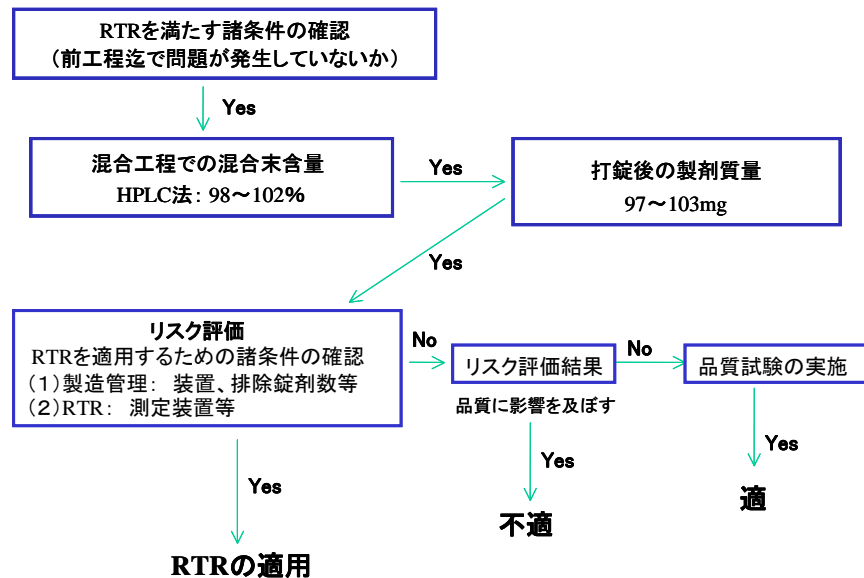 RTRを満たす諸条件の確認
(前工程迄で問題が発生していないか)
Yes
混合工程での混合末含量
HPLC法: 98～102%
Yes
打錠後の製剤質量
97～103mg
Yes
リスク評価
RTRを適用するための諸条件の確認
(1)製造管理: 装置、排除錠剤数等
(2)RTR: 測定装置等
No
リスク評価結果
No
品質試験の実施
品質に影響を及ぼす
Yes
Yes
Yes
適
不適
RTRの適用